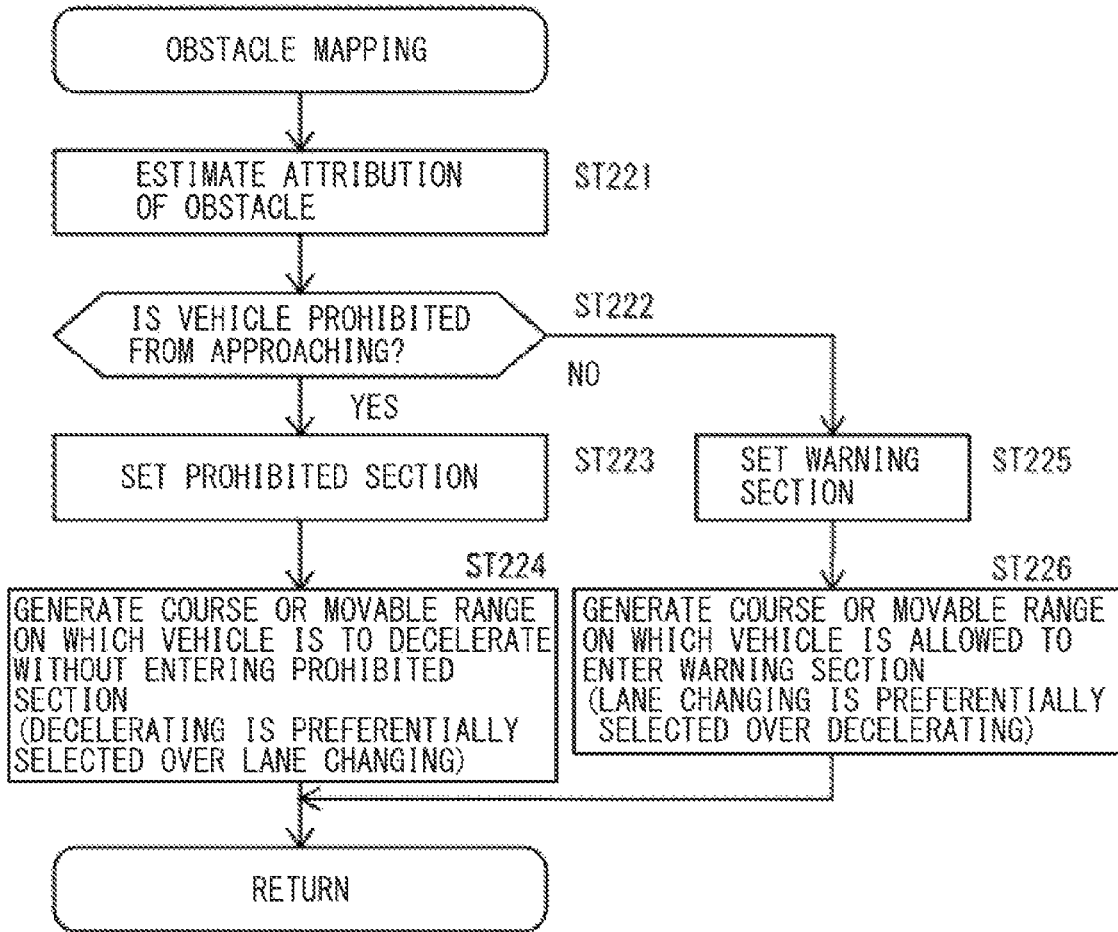 OBSTACLE MAPPING
ESTIMATE ATTRIBUTION
OF OBSTACLE
ST221
IS VEHICLE PROHIBITED
FROM APPROACHING?
ST222
NO
YES
SET PROHIBITED SECTION
ST223
SET WARNING
SECTION
ST225
ST224
GENERATE COURSE OR MOVABLE RANGE
ON WHICH VEHICLE IS TO DECELERATE
WITHOUT ENTERING PROHIBITED
SECTION
(DECELERATING IS PREFERENTIALLY
SELECTED OVER LANE CHANGING)
ST226
GENERATE COURSE OR MOVABLE RANGE
ON WHICH VEHICLE IS ALLOWED TO
ENTER WARNING SECTION
(LANE CHANGING IS PREFERENTIALLY
SELECTED OVER DECELERATING)
RETURN